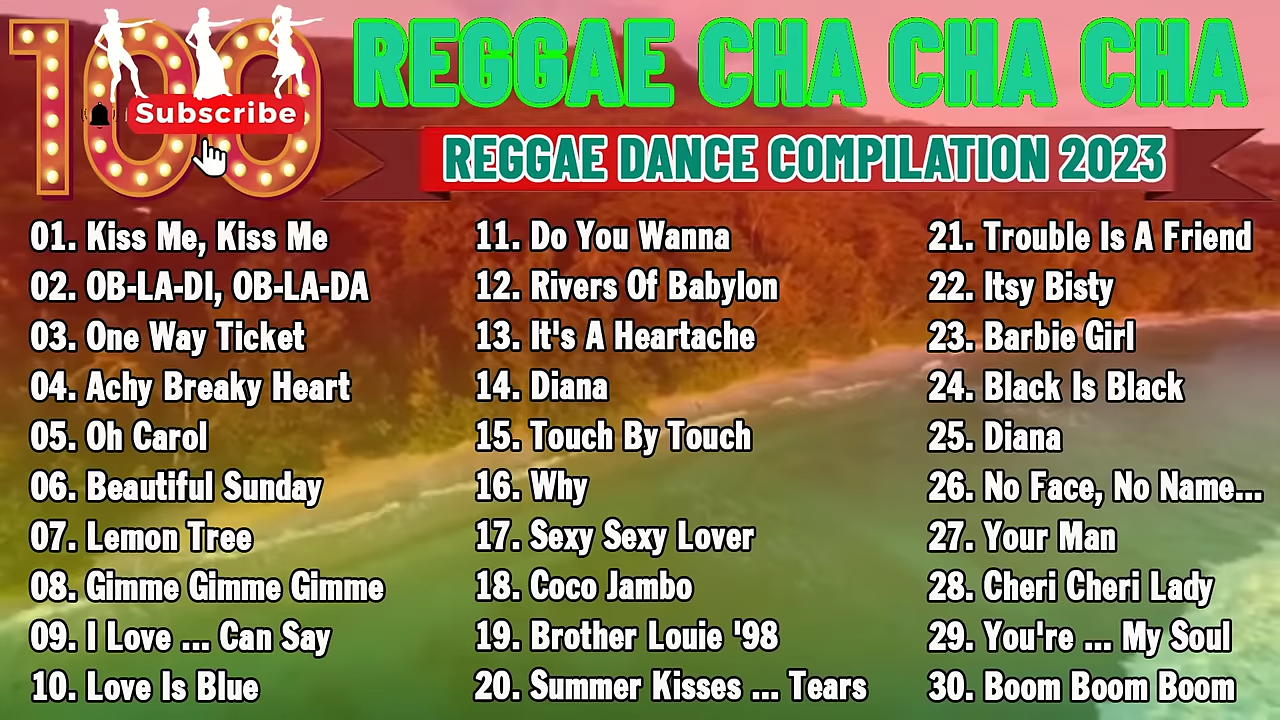 100
Subscribe
REGGAE CHA CHA CHA
REGGAE DANCE COMPILATION 2023
01. Kiss Me, Kiss Me
02. OB-LA-DI, OB-LA-DA
03. One Way Ticket
04. Achy Breaky Heart
05. Oh Carol
06. Beautiful Sunday
07. Lemon Tree
08. Gimme Gimme Gimme
09. I Love ... Can Say
10. Love Is Blue
11. Do You Wanna
12. Rivers Of Babylon
13. It's A Heartache
14. Diana
15. Touch By Touch
16. Why
17. Sexy Sexy Lover
18. Coco Jambo
19. Brother Louie '98
20. Summer Kisses ... Tears
21. Trouble Is A Friend
22. Itsy Bisty
23. Barbie Girl
24. Black Is Black
25. Diana
26. No Face, No Name...
27. Your Man
28. Cheri Cheri Lady
29. You're ... My Soul
30. Boom Boom Boom